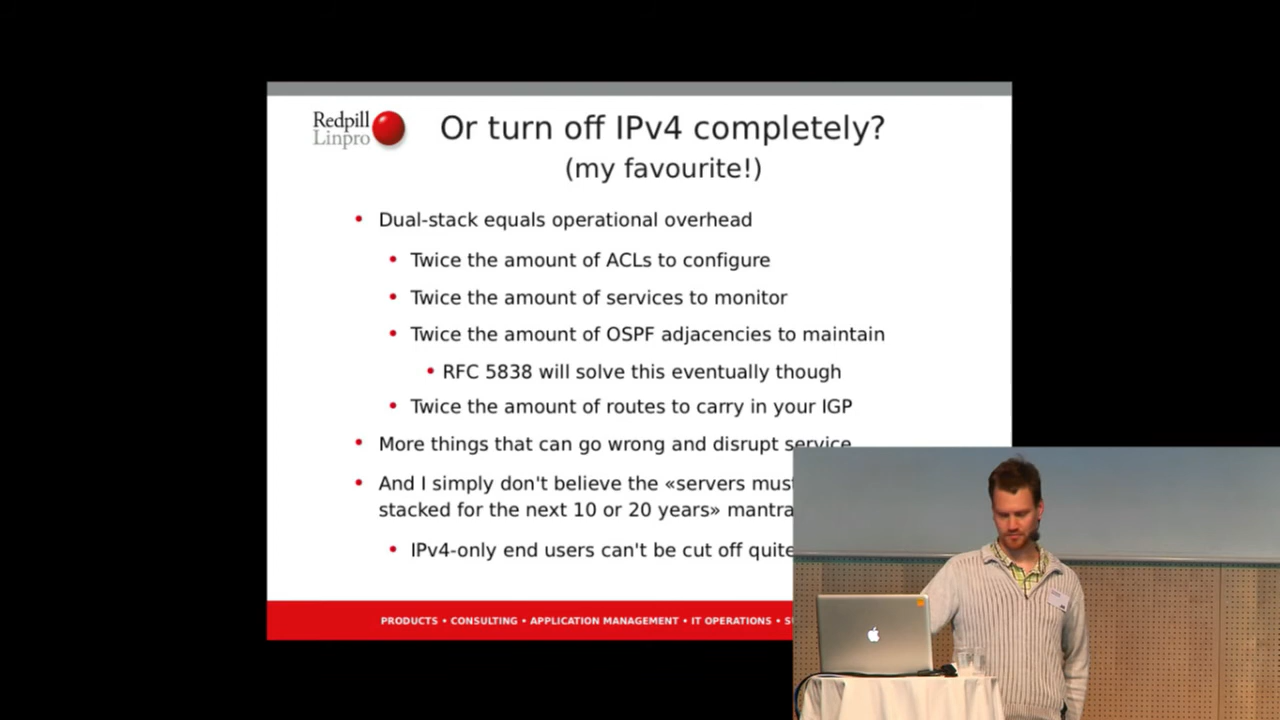 Redpill
Linpro
Or turn off IPv4 completely?
(my favourite!)
Dual-stack equals operational overhead
Twice the amount of ACLs to configure
Twice the amount of services to monitor
Twice the amount of OSPF adjacencies to maintain
RFC 5838 will solve this eventually though
Twice the amount of routes to carry in your IGP
More things that can go wrong and disrupt service
And I simply don't believe the «servers must
stacked for the next 10 or 20 years» mantra
IPv4-only end users can't be cut off quite
PRODUCTS • CONSULTING • APPLICATION MANAGEMENT • IT OPERATIONS •